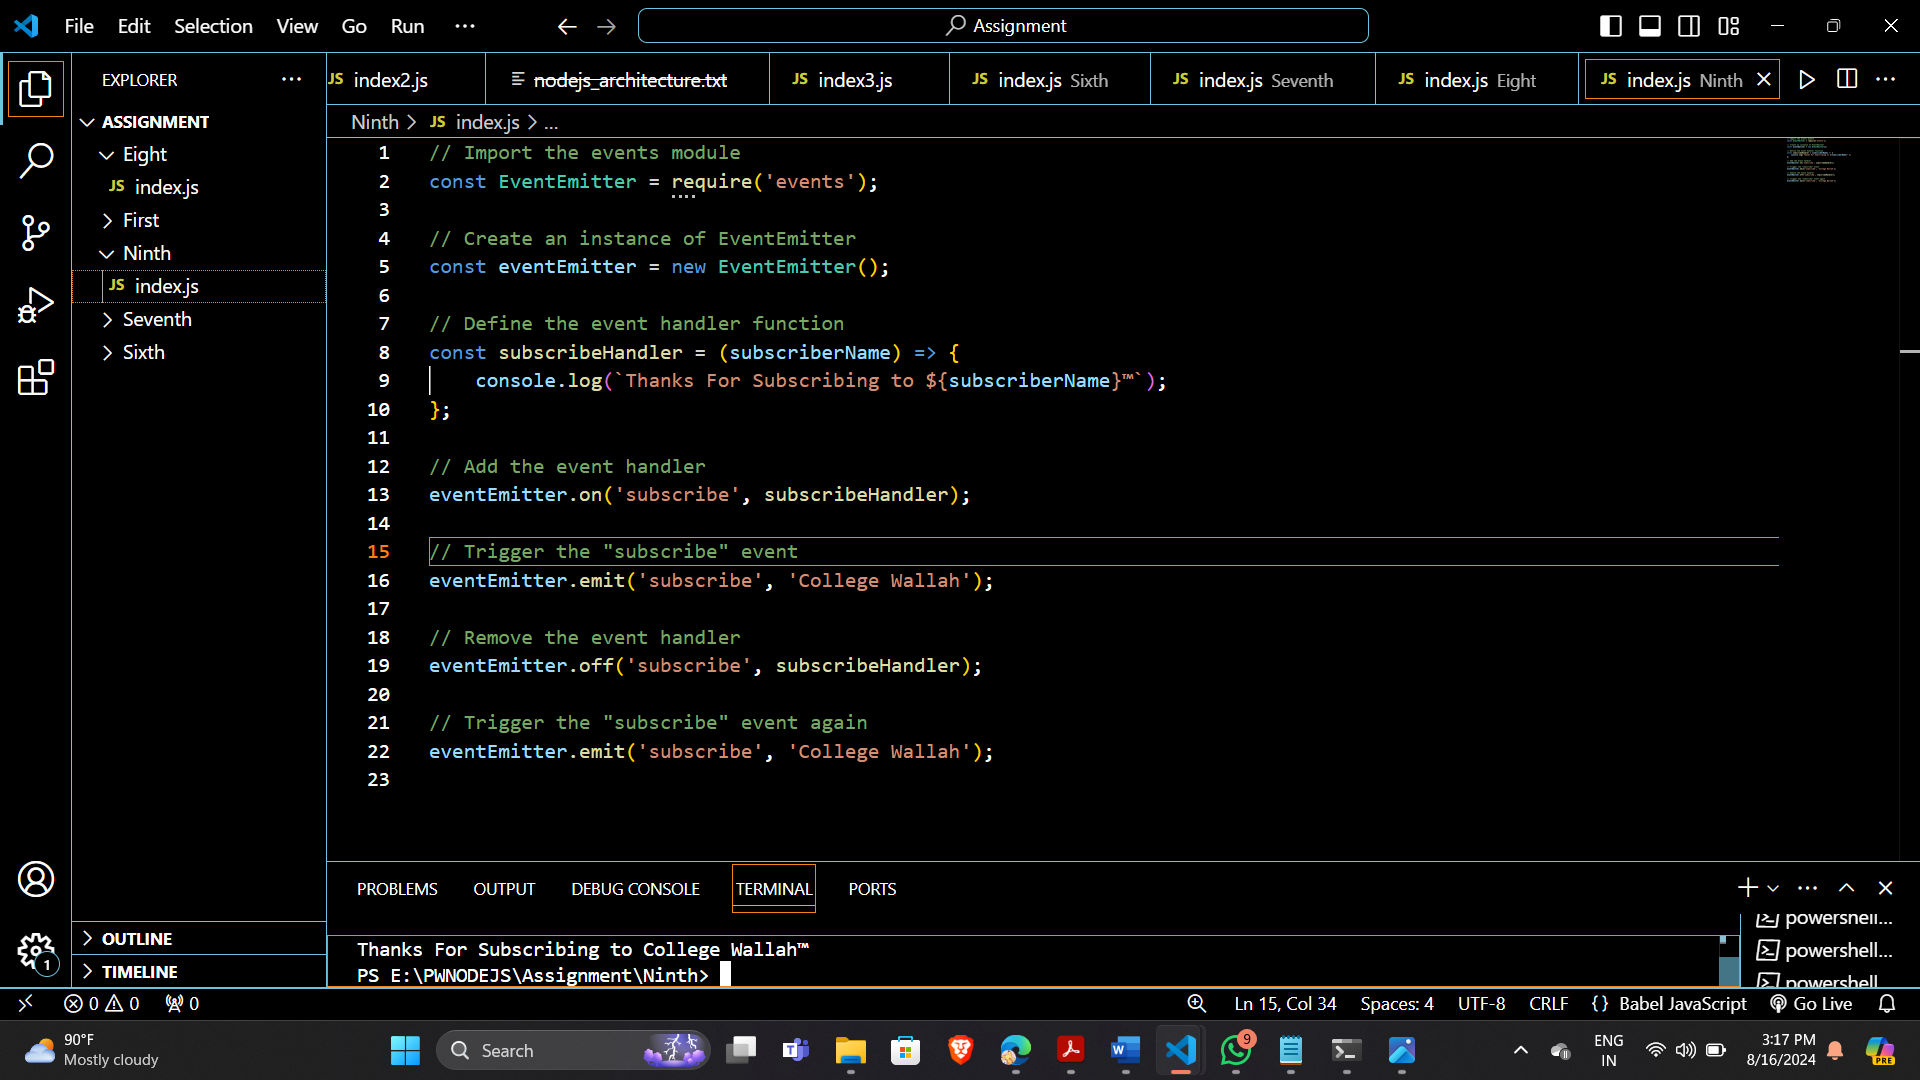 File Edit Selection View Go Run ··· Assignment
EXPLORER ···
index2.js nodejs_architecture.txt JS index3.js JS index.js Sixth JS index.js Seventh JS index.js Eight JS index.js Ninth
ASSIGNMENT
Eight
JS index.js
First
Ninth
JS index.js
Seventh
Sixth
OUTLINE
TIMELINE
Ninth > JS index.js > ...
1 // Import the events module
2 const EventEmitter = require('events');
3
4 // Create an instance of EventEmitter
5 const eventEmitter = new EventEmitter();
6
7 // Define the event handler function
8 const subscribeHandler = (subscriberName) => {
9 console.log(`Thanks For Subscribing to ${subscriberName}™`);
10 };
11
12 // Add the event handler
13 eventEmitter.on('subscribe', subscribeHandler);
14
15 // Trigger the "subscribe" event
16 eventEmitter.emit('subscribe', 'College Wallah');
17
18 // Remove the event handler
19 eventEmitter.off('subscribe', subscribeHandler);
20
21 // Trigger the "subscribe" event again
22 eventEmitter.emit('subscribe', 'College Wallah');
23
PROBLEMS OUTPUT DEBUG CONSOLE TERMINAL PORTS
Thanks For Subscribing to College Wallah™
PS E:\PWNODEJS\Assignment\Ninth>
powershell...
powershell...
powershell
1
0 0 0 Ln 15, Col 34 Spaces: 4 UTF-8 CRLF {} Babel JavaScript Go Live
90°F
Mostly cloudy
Search
9
ENG
IN
3:17 PM
8/16/2024
PRE